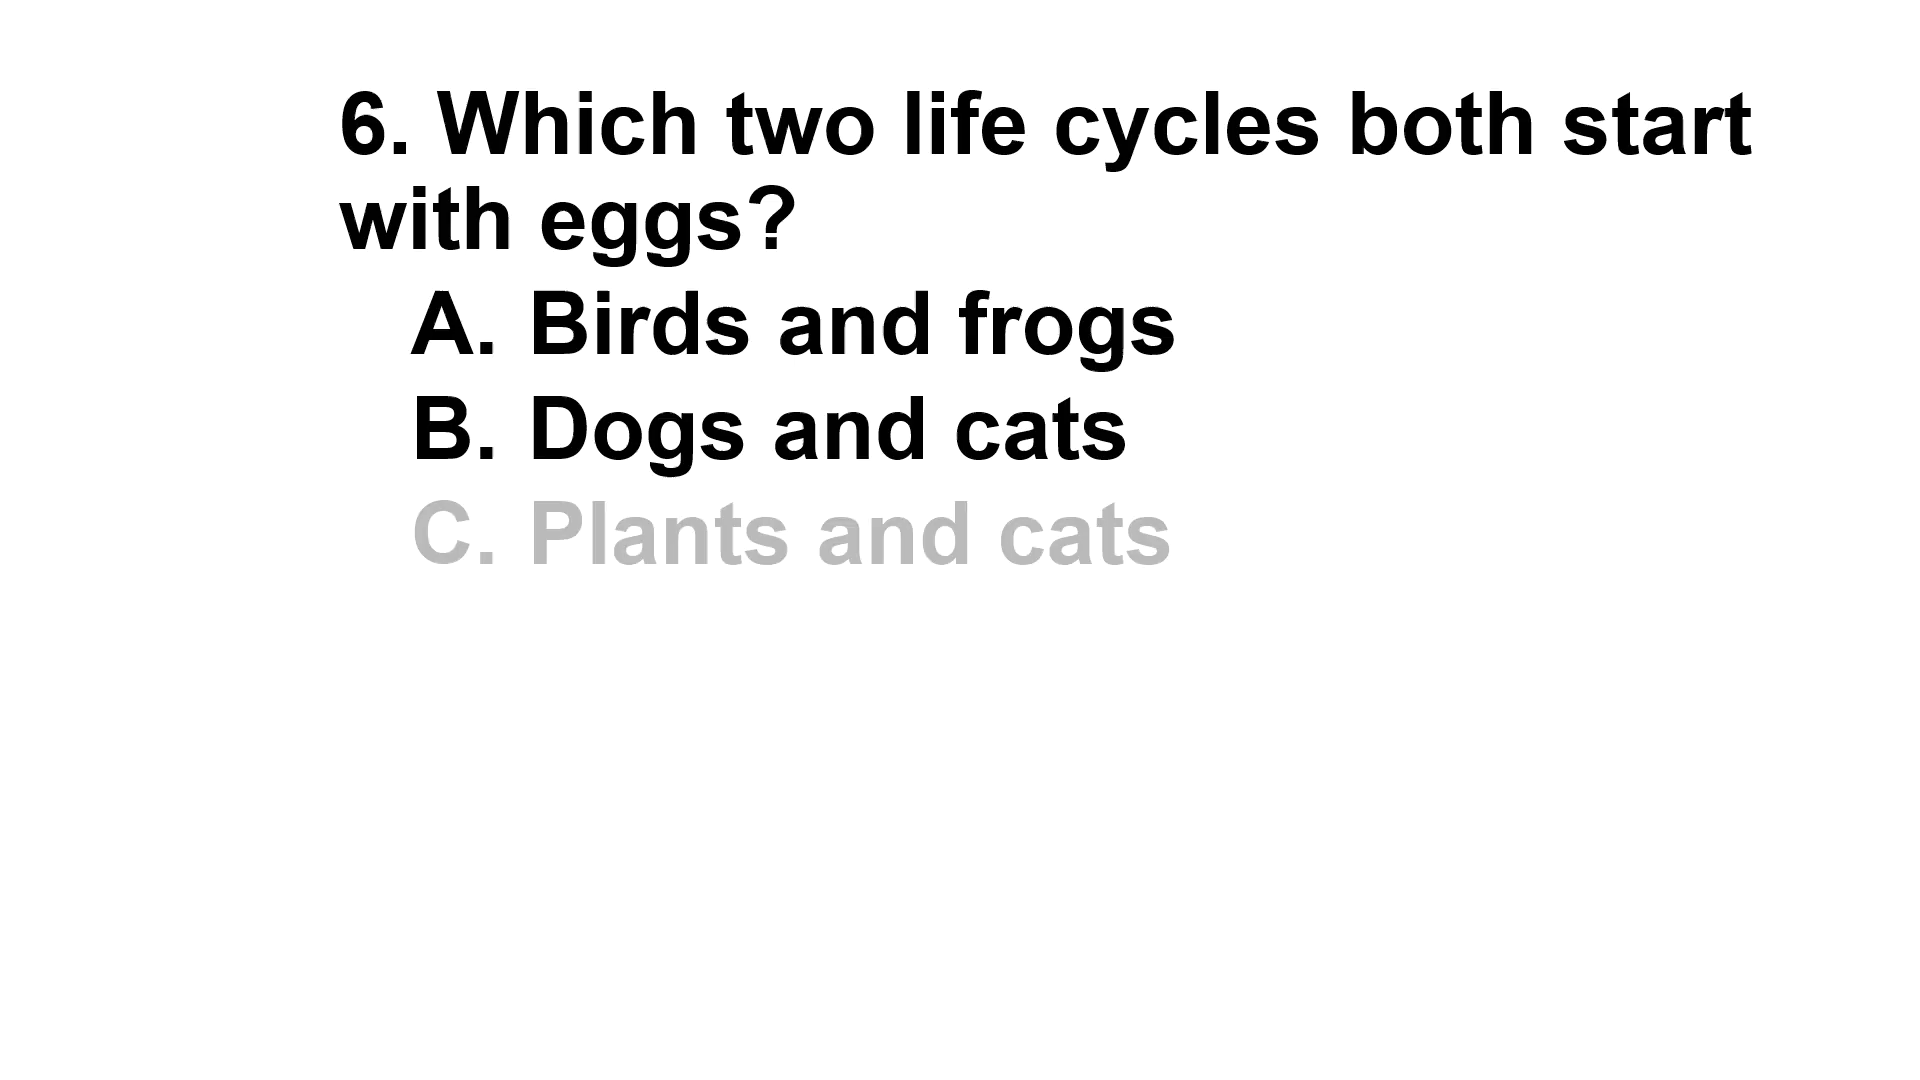 6. Which two life cycles both start
with eggs?
A. Birds and frogs
B. Dogs and cats
C. Plants and cats